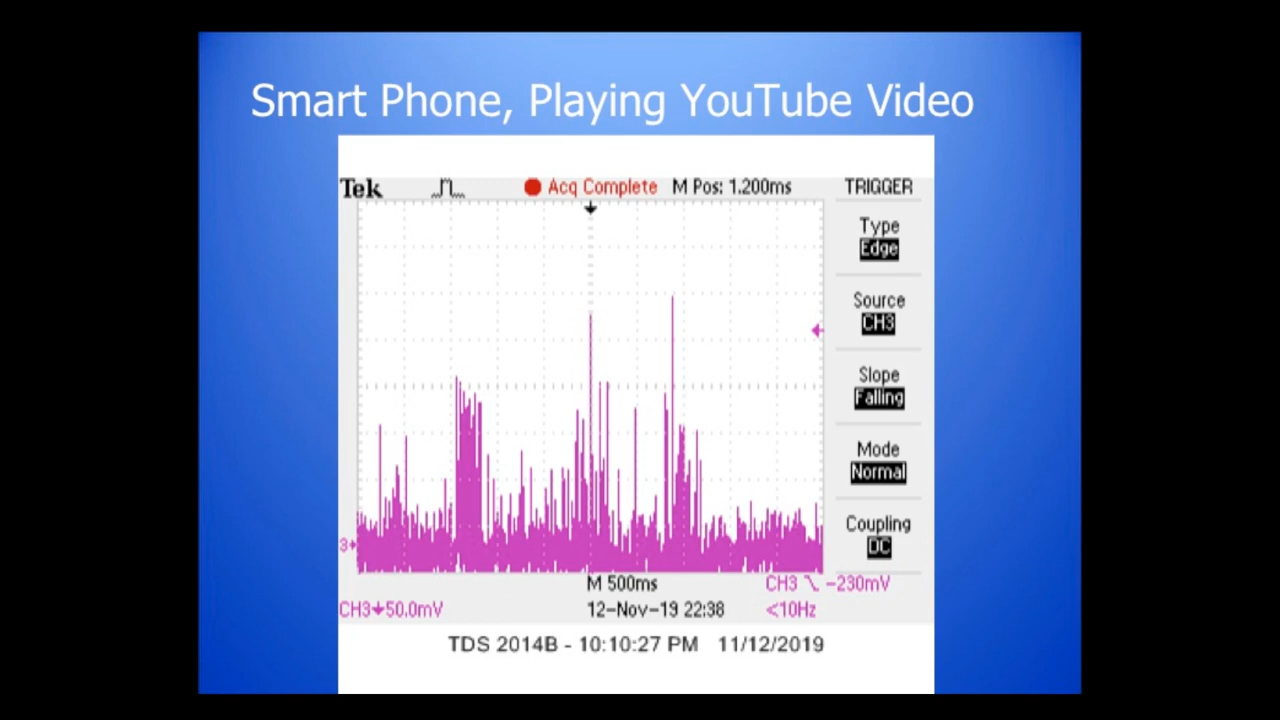 Smart Phone, Playing YouTube Video
Tek Acq Complete M Pos: 1.200ms TRIGGER
Type
Edge
Source
CH3
Slope
Falling
Mode
Normal
Coupling
DC
3
M 500ms CH3 -230mV
CH3 50.0mV 12-Nov-19 22:38 <10Hz
TDS 2014B - 10:10:27 PM 11/12/2019